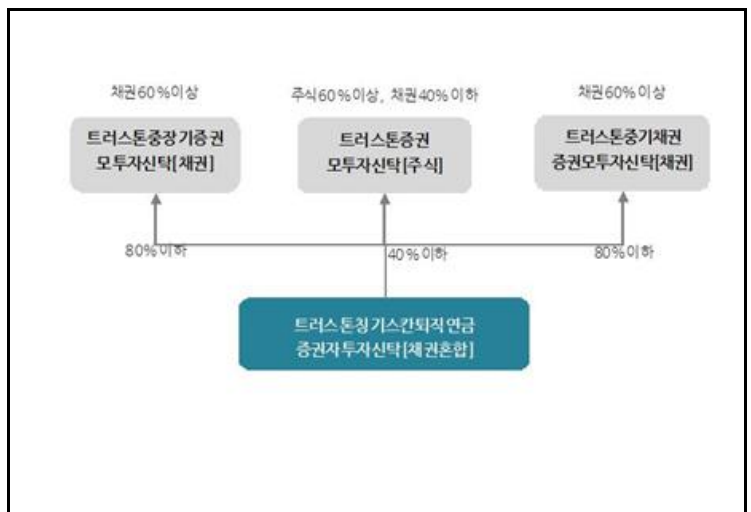 채권60%이상
주식60%이상, 채권40%이하
채권60%이상
트러스톤중장기증권
모투자신탁[채권]
트러스톤증권
모투자신탁[주식]
트러스톤중기채권
증권모투자신탁[채권]
80%이하
40%이하
80%이하
트러스톤칭기스칸퇴직연금
증권자투자신탁[채권혼합]